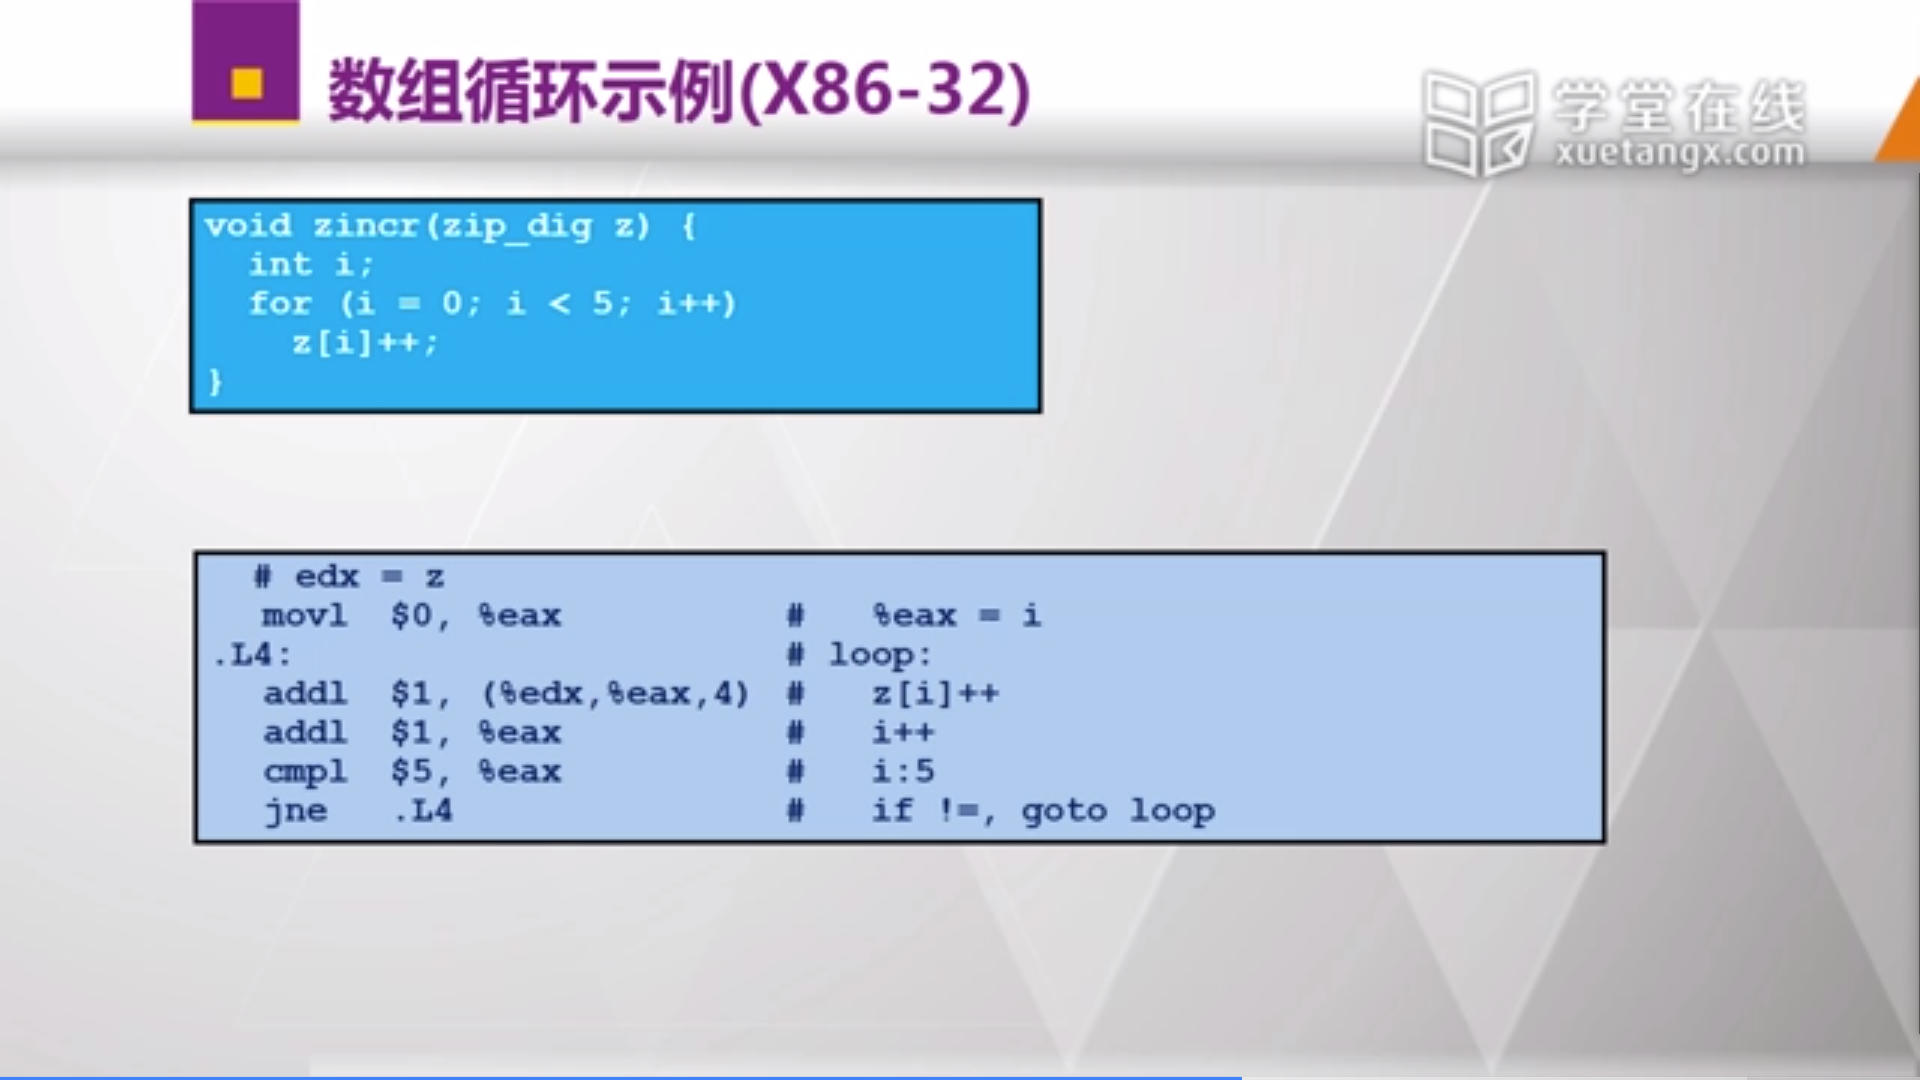 数组循环示例(X86-32)
学堂在线
xuetangx.com
void zincr(zip_dig z) {
  int i;
  for (i = 0; i < 5; i++)
    z[i]++;
}
  # edx = z
  movl  $0, %eax           #   %eax = i
.L4:                       # loop:
  addl  $1, (%edx,%eax,4)  #   z[i]++
  addl  $1, %eax           #   i++
  cmpl  $5, %eax           #   i:5
  jne   .L4                #   if !=, goto loop